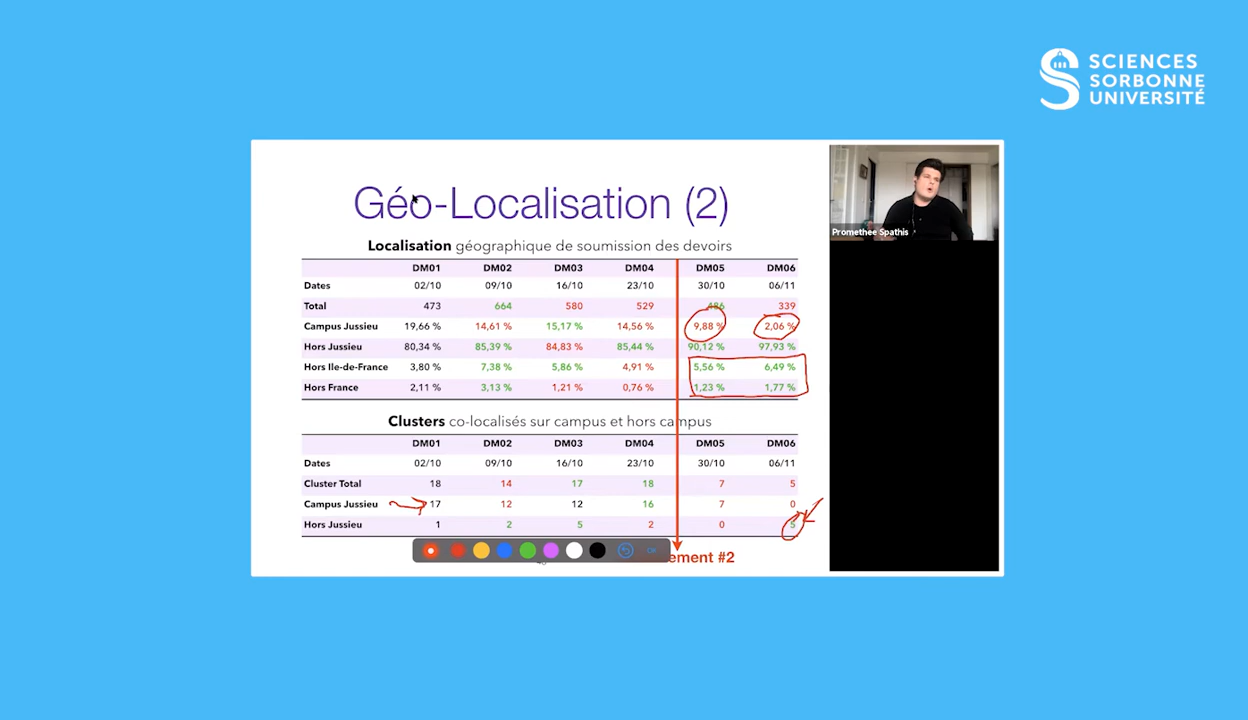 SCIENCES
SORBONNE
UNIVERSITÉ
Géo-Localisation (2)
Promethee Spathis
Localisation géographique de soumission des devoirs
DM01 DM02 DM03 DM04 DM05 DM06
Dates 02/10 09/10 16/10 23/10 30/10 06/11
Total 473 664 580 529 486 339
Campus Jussieu 19,66 % 14,61 % 15,17 % 14,56 % 9,88 % 2,06 %
Hors Jussieu 80,34 % 85,39 % 84,83 % 85,44 % 90,12 % 97,93 %
Hors Ile-de-France 3,80 % 7,38 % 5,86 % 4,91 % 5,56 % 6,49 %
Hors France 2,11 % 3,13 % 1,21 % 0,76 % 1,23 % 1,77 %
Clusters co-localisés sur campus et hors campus
DM01 DM02 DM03 DM04 DM05 DM06
Dates 02/10 09/10 16/10 23/10 30/10 06/11
Cluster Total 18 14 17 18 7 5
Campus Jussieu 17 12 12 16 7 0
Hors Jussieu 1 2 5 2 0 5
ement #2